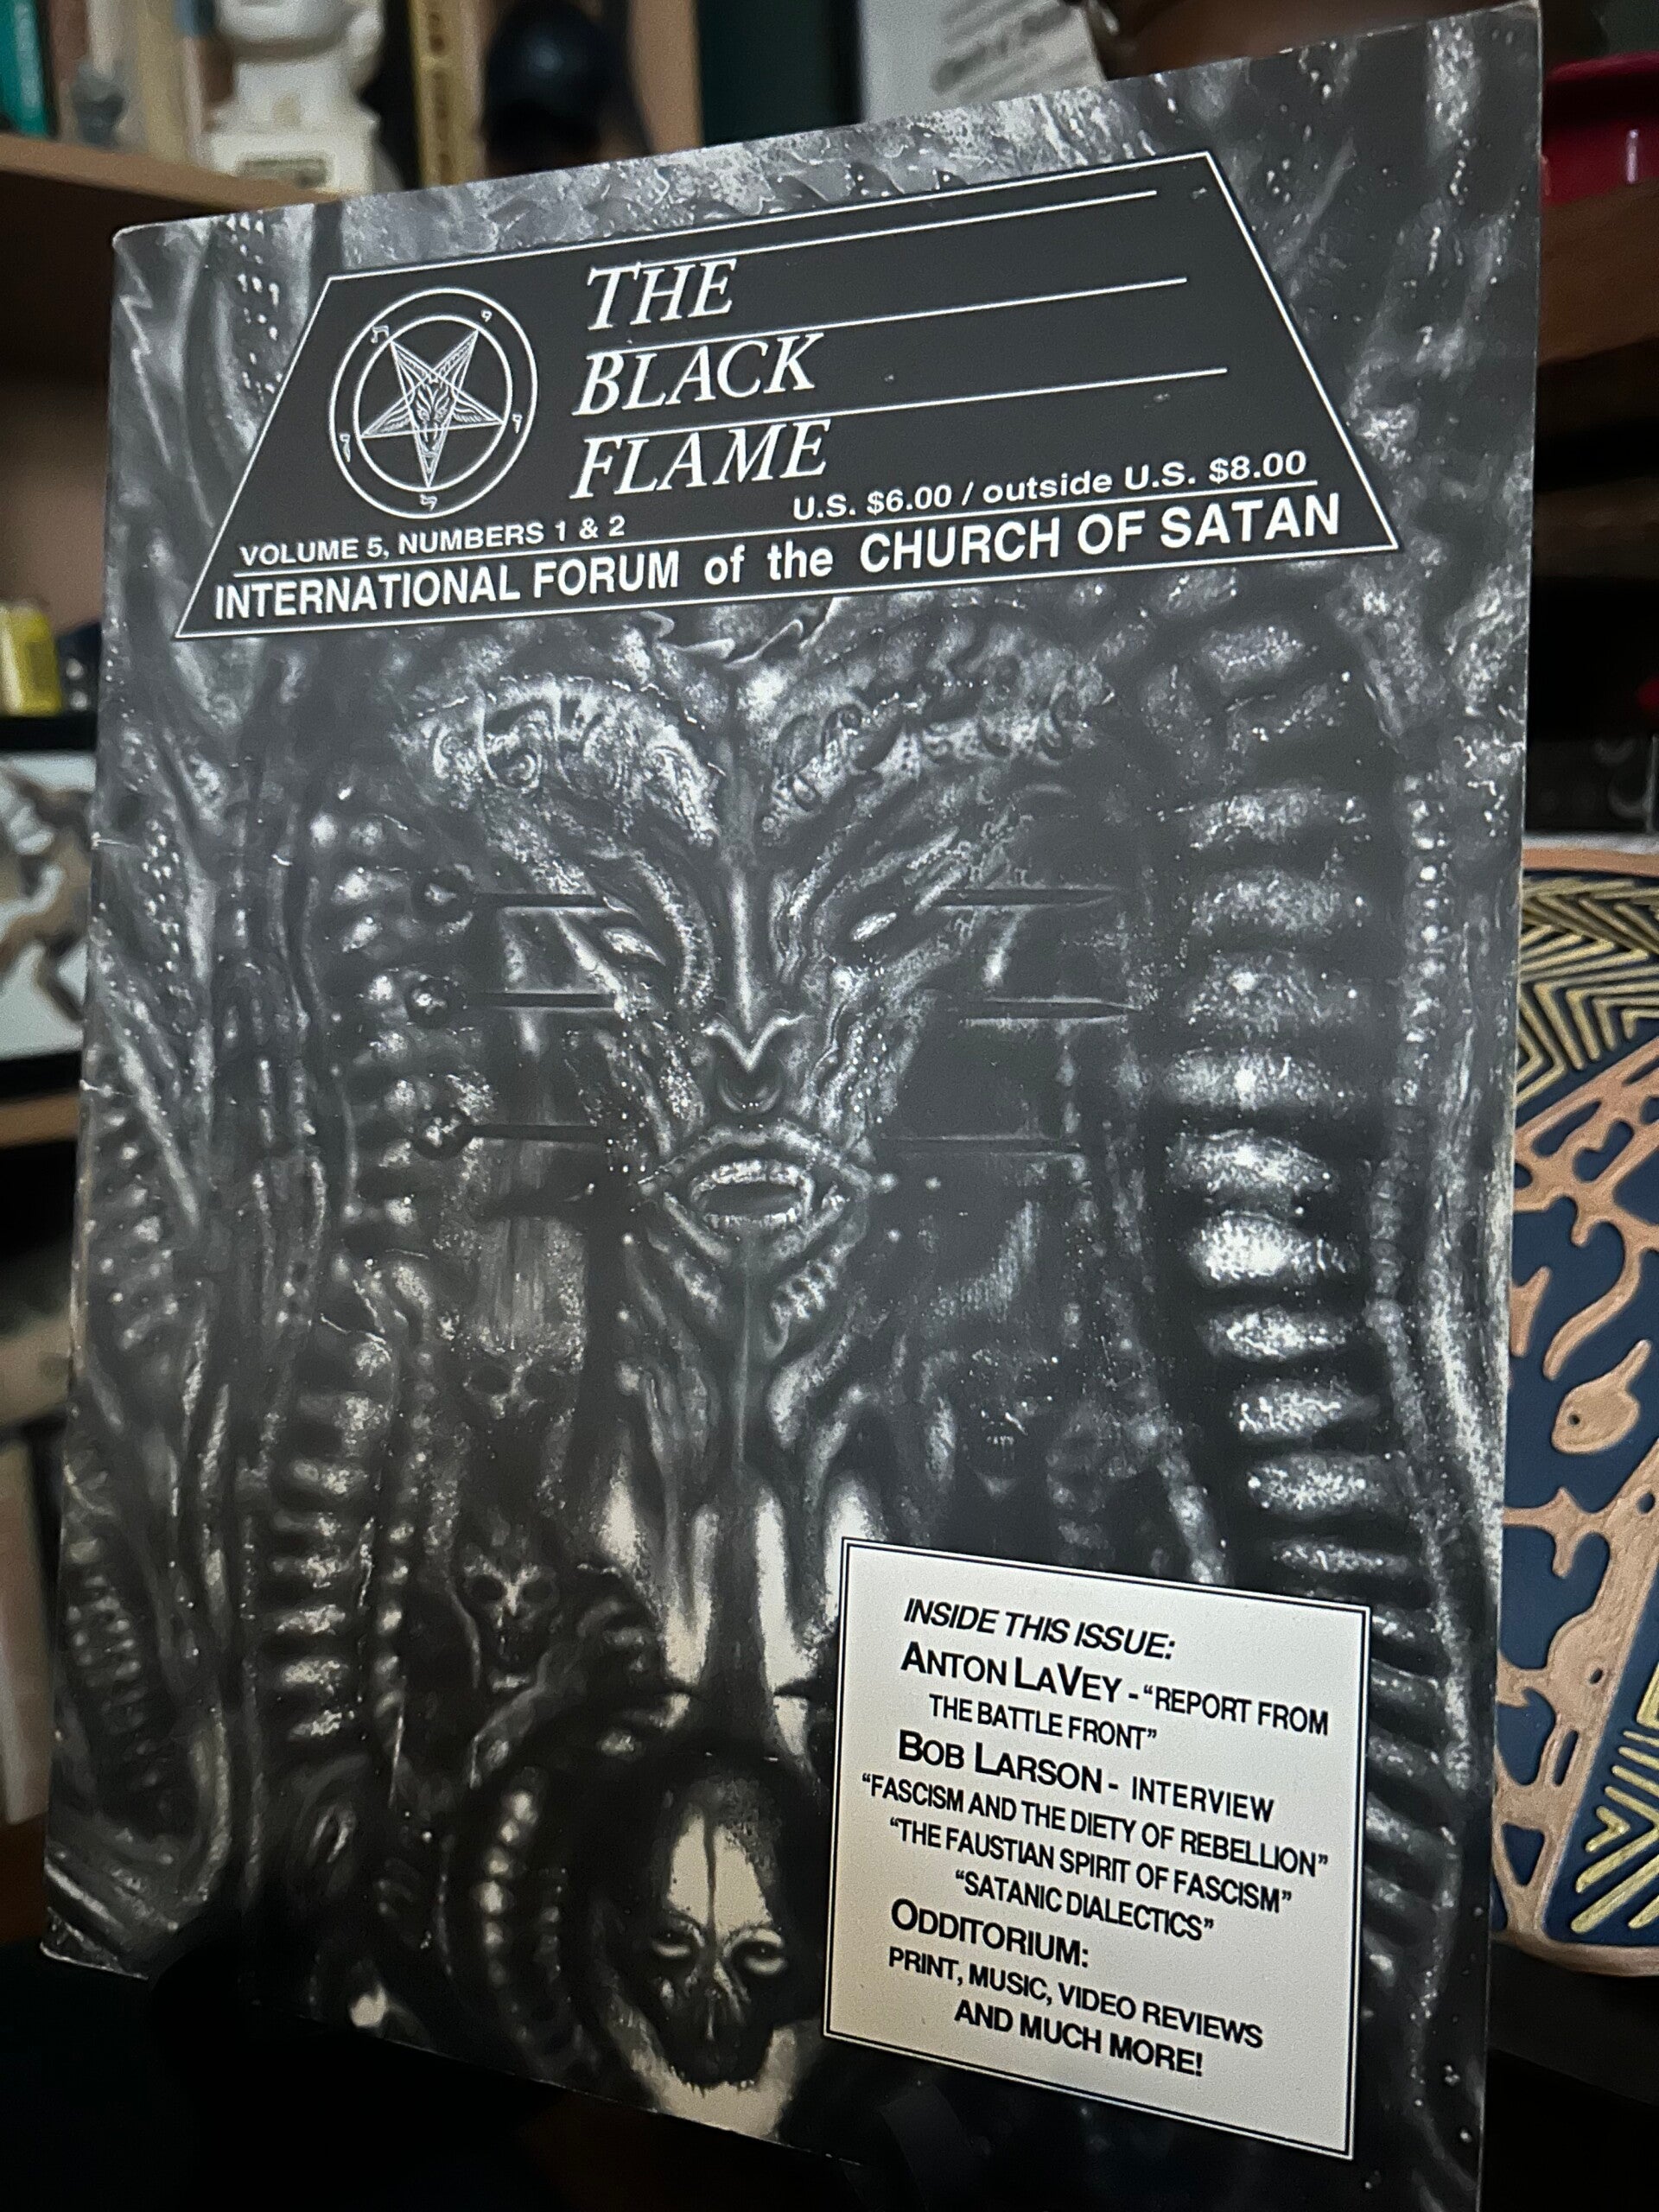 THE
BLACK
FLAME
VOLUME 5, NUMBERS 1 & 2
U.S. $6.00 / outside U.S. $8.00
INTERNATIONAL FORUM of the CHURCH OF SATAN
INSIDE THIS ISSUE:
ANTON LAVEY - "REPORT FROM
THE BATTLE FRONT"
BOB LARSON - INTERVIEW
"FASCISM AND THE DIETY OF REBELLION"
"THE FAUSTIAN SPIRIT OF FASCISM"
"SATANIC DIALECTICS"
ODDITORIUM:
PRINT, MUSIC, VIDEO REVIEWS
AND MUCH MORE!